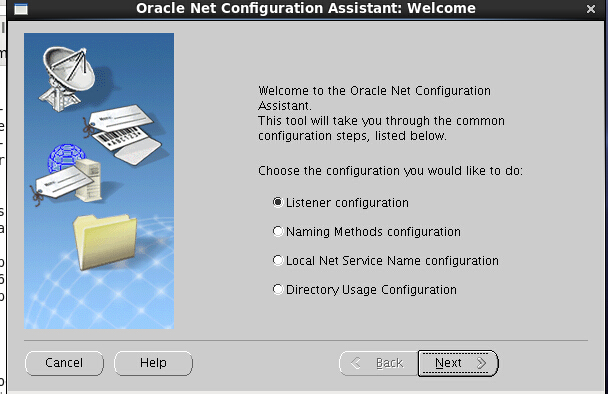 Oracle Net Configuration Assistant: Welcome
Welcome to the Oracle Net Configuration
Assistant.
This tool will take you through the common
configuration steps, listed below.
Choose the configuration you would like to do:
Listener configuration
Naming Methods configuration
Local Net Service Name configuration
Directory Usage Configuration
Cancel
Help
Back
Next